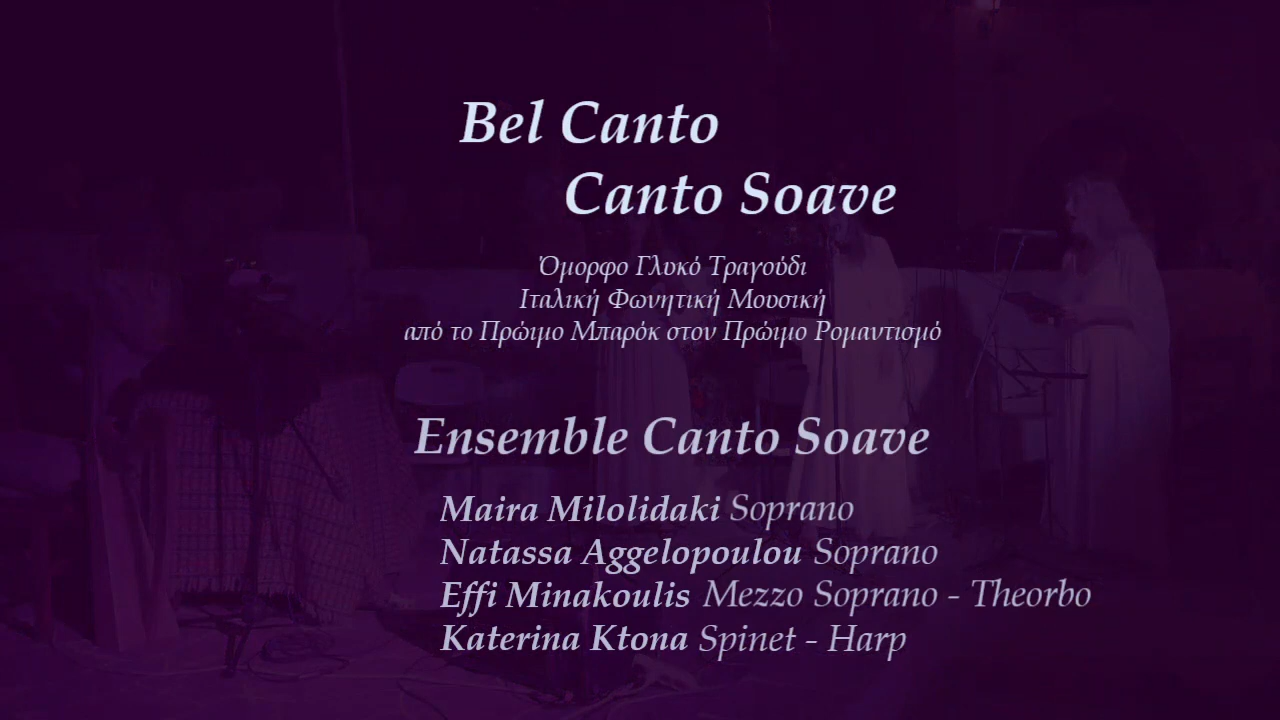 Bel Canto
Canto Soave
Όμορφο Γλυκό Τραγούδι
Ιταλική Φωνητική Μουσική
από το Πρώιμο Μπαρόκ στον Πρώιμο Ρομαντισμό
Ensemble Canto Soave
Maira Milolidaki Soprano
Natassa Aggelopoulou Soprano
Effi Minakoulis Mezzo Soprano - Theorbo
Katerina Ktona Spinet - Harp